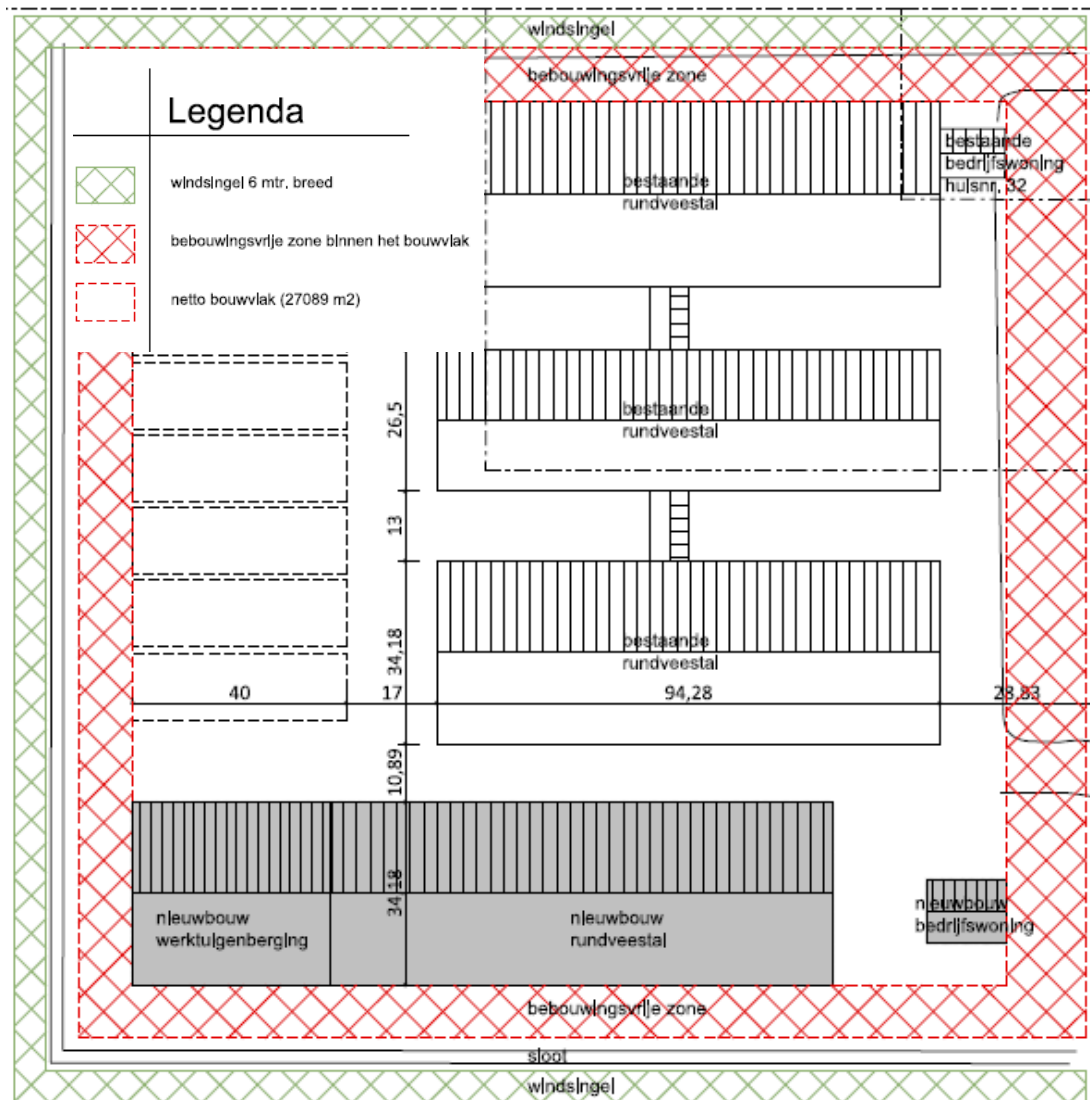 windsingel
bebouwingsvrije zone
Legenda
windsingel 6 mtr. breed
bebouwingsvrije zone binnen het bouwvlak
netto bouwvlak (27089 m2)
bestaande
rundveestal
bestaande
bedrijfswoning
huisnr. 32
26,5
bestaande
rundveestal
13
34,18
bestaande
rundveestal
40
17
94,28
28,83
10,89
34,18
nieuwbouw
werktuigenberging
nieuwbouw
rundveestal
nieuwbouw
bedrijfswoning
bebouwingsvrije zone
sloot
windsingel